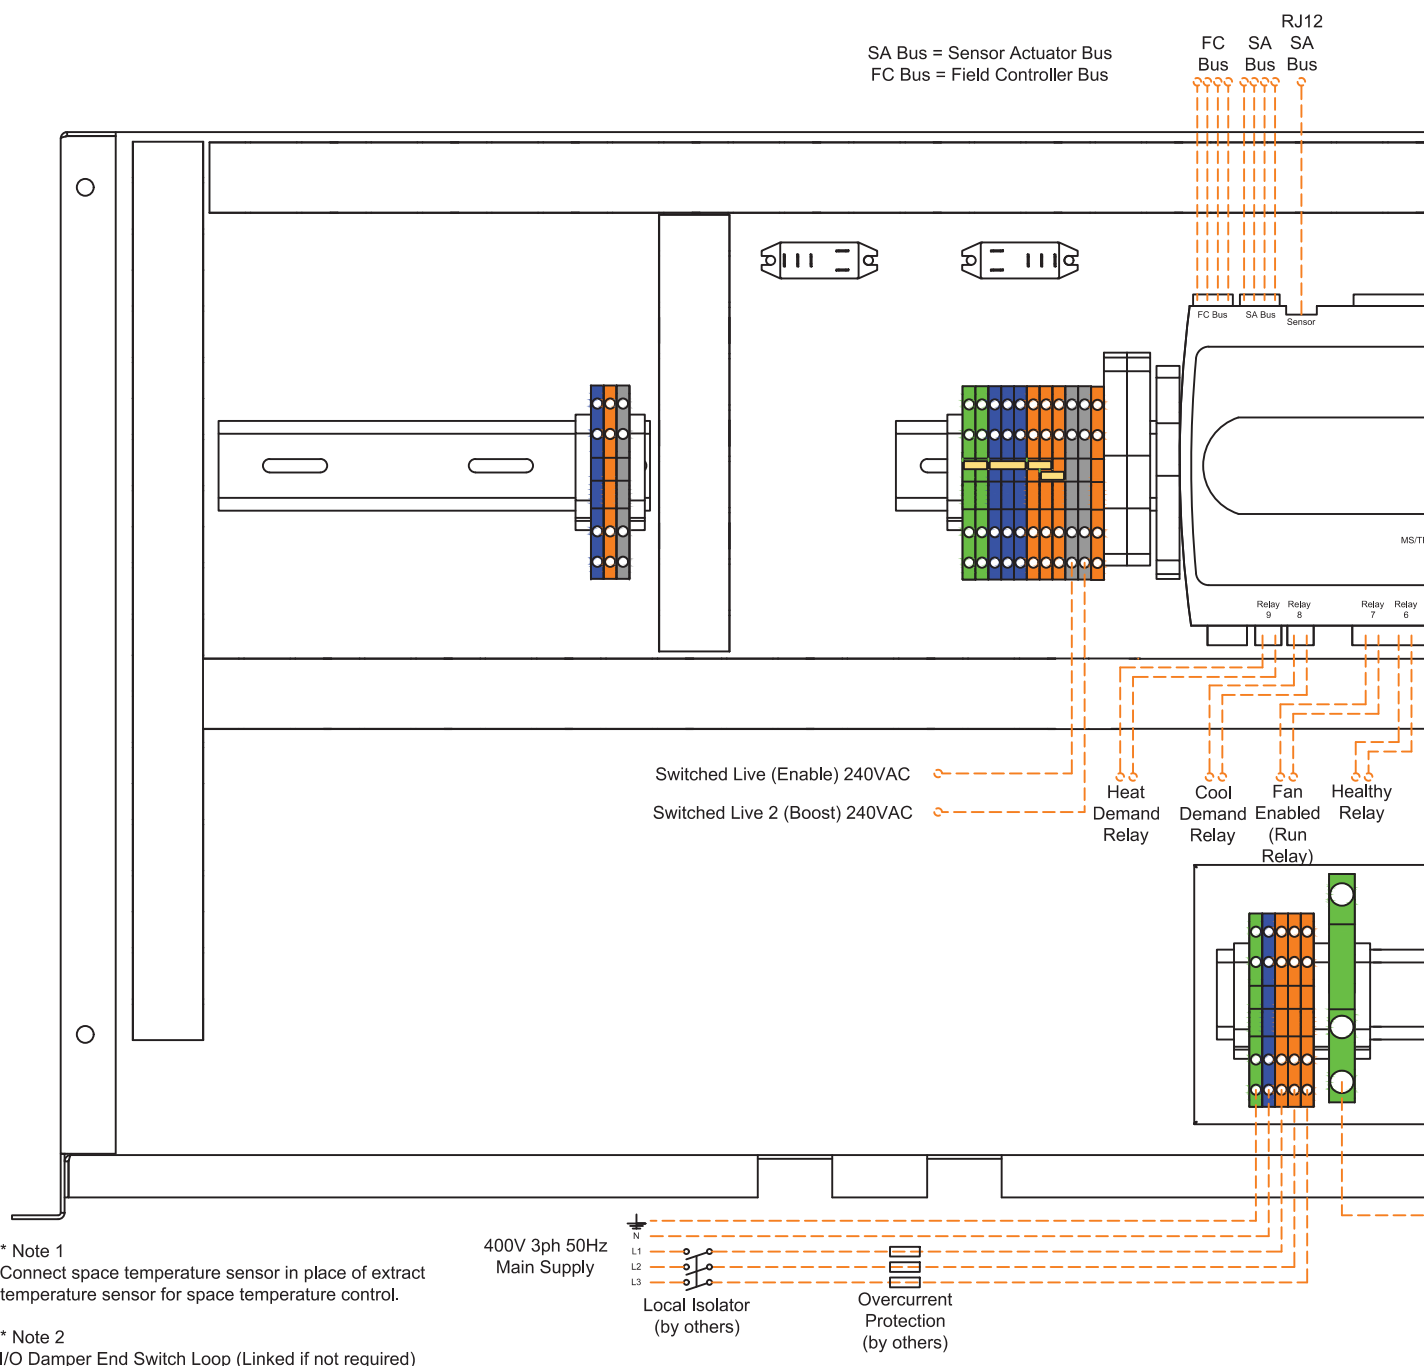 RJ12
FC SA SA
Bus Bus Bus
SA Bus = Sensor Actuator Bus
FC Bus = Field Controller Bus
FC Bus SA Bus Sensor
Relay 9 Relay 8 Relay 7 Relay 6
Switched Live (Enable) 240VAC
Switched Live 2 (Boost) 240VAC
Heat
Demand
Relay
Cool
Demand
Relay
Fan
Enabled
(Run
Relay)
Healthy
Relay
400V 3ph 50Hz
Main Supply
N
L1
L2
L3
Local Isolator
(by others)
Overcurrent
Protection
(by others)
* Note 1
Connect space temperature sensor in place of extract
temperature sensor for space temperature control.
* Note 2
I/O Damper End Switch Loop (Linked if not required)